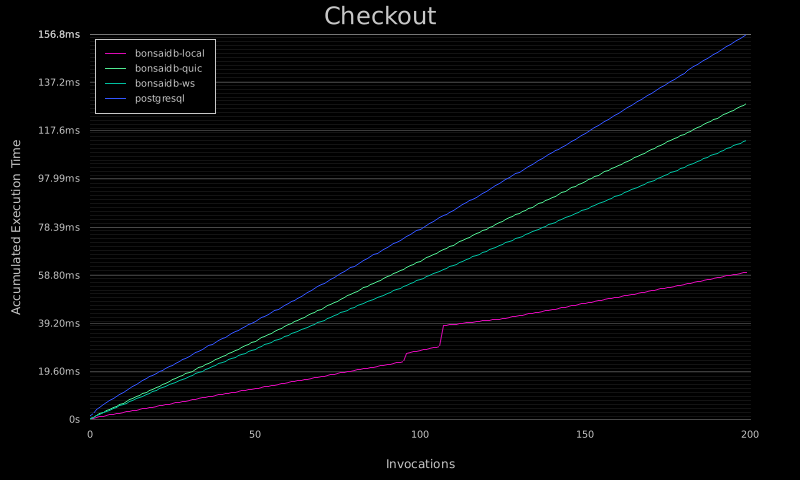 Checkout
156.8ms
137.2ms
117.6ms
97.99ms
78.39ms
58.80ms
39.20ms
19.60ms
0s
bonsaidb-local
bonsaidb-quic
bonsaidb-ws
postgresql
Accumulated Execution Time
0 50 100 150 200
Invocations